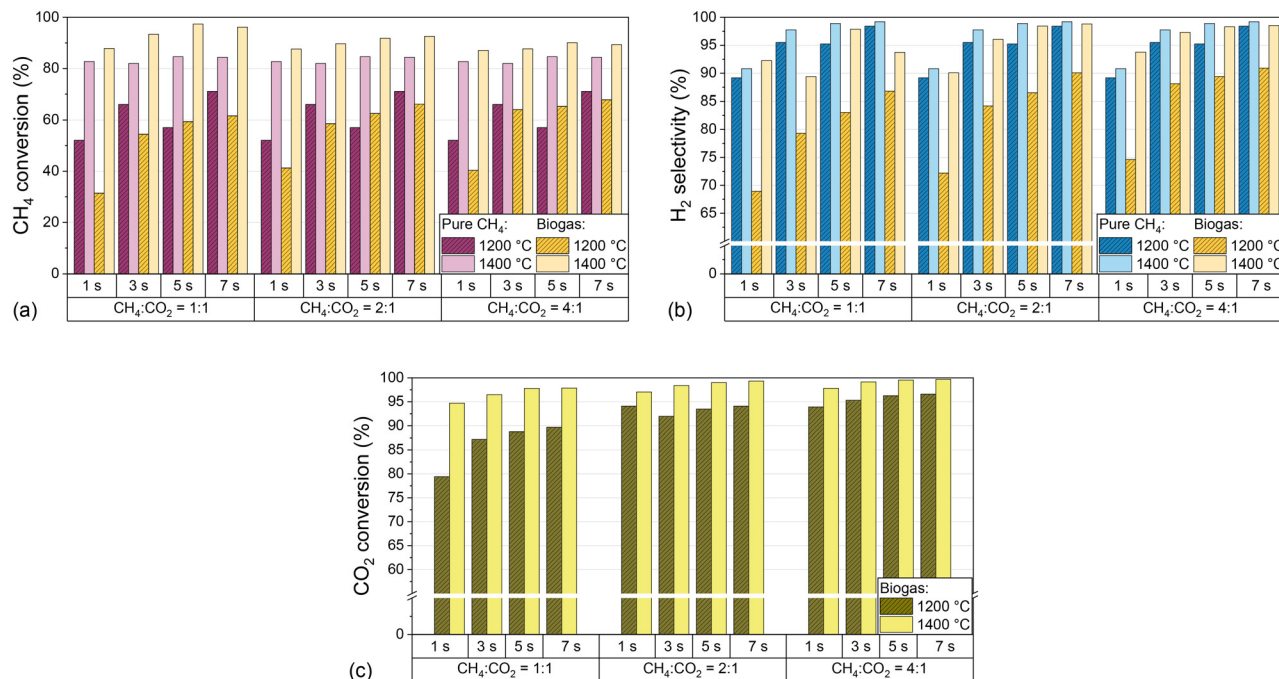 CH₄ conversion (%)
100
80
60
40
20
0
Pure CH₄: Biogas:
1200 °C 1200 °C
1400 °C 1400 °C
1 s 3 s 5 s 7 s 1 s 3 s 5 s 7 s 1 s 3 s 5 s 7 s
CH₄:CO₂ = 1:1 CH₄:CO₂ = 2:1 CH₄:CO₂ = 4:1
(a)
H₂ selectivity (%)
100
95
90
85
80
75
70
65
0
Pure CH₄: Biogas:
1200 °C 1200 °C
1400 °C 1400 °C
1 s 3 s 5 s 7 s 1 s 3 s 5 s 7 s 1 s 3 s 5 s 7 s
CH₄:CO₂ = 1:1 CH₄:CO₂ = 2:1 CH₄:CO₂ = 4:1
(b)
CO₂ conversion (%)
100
95
90
85
80
75
70
65
60
0
Biogas:
1200 °C
1400 °C
1 s 3 s 5 s 7 s 1 s 3 s 5 s 7 s 1 s 3 s 5 s 7 s
CH₄:CO₂ = 1:1 CH₄:CO₂ = 2:1 CH₄:CO₂ = 4:1
(c)